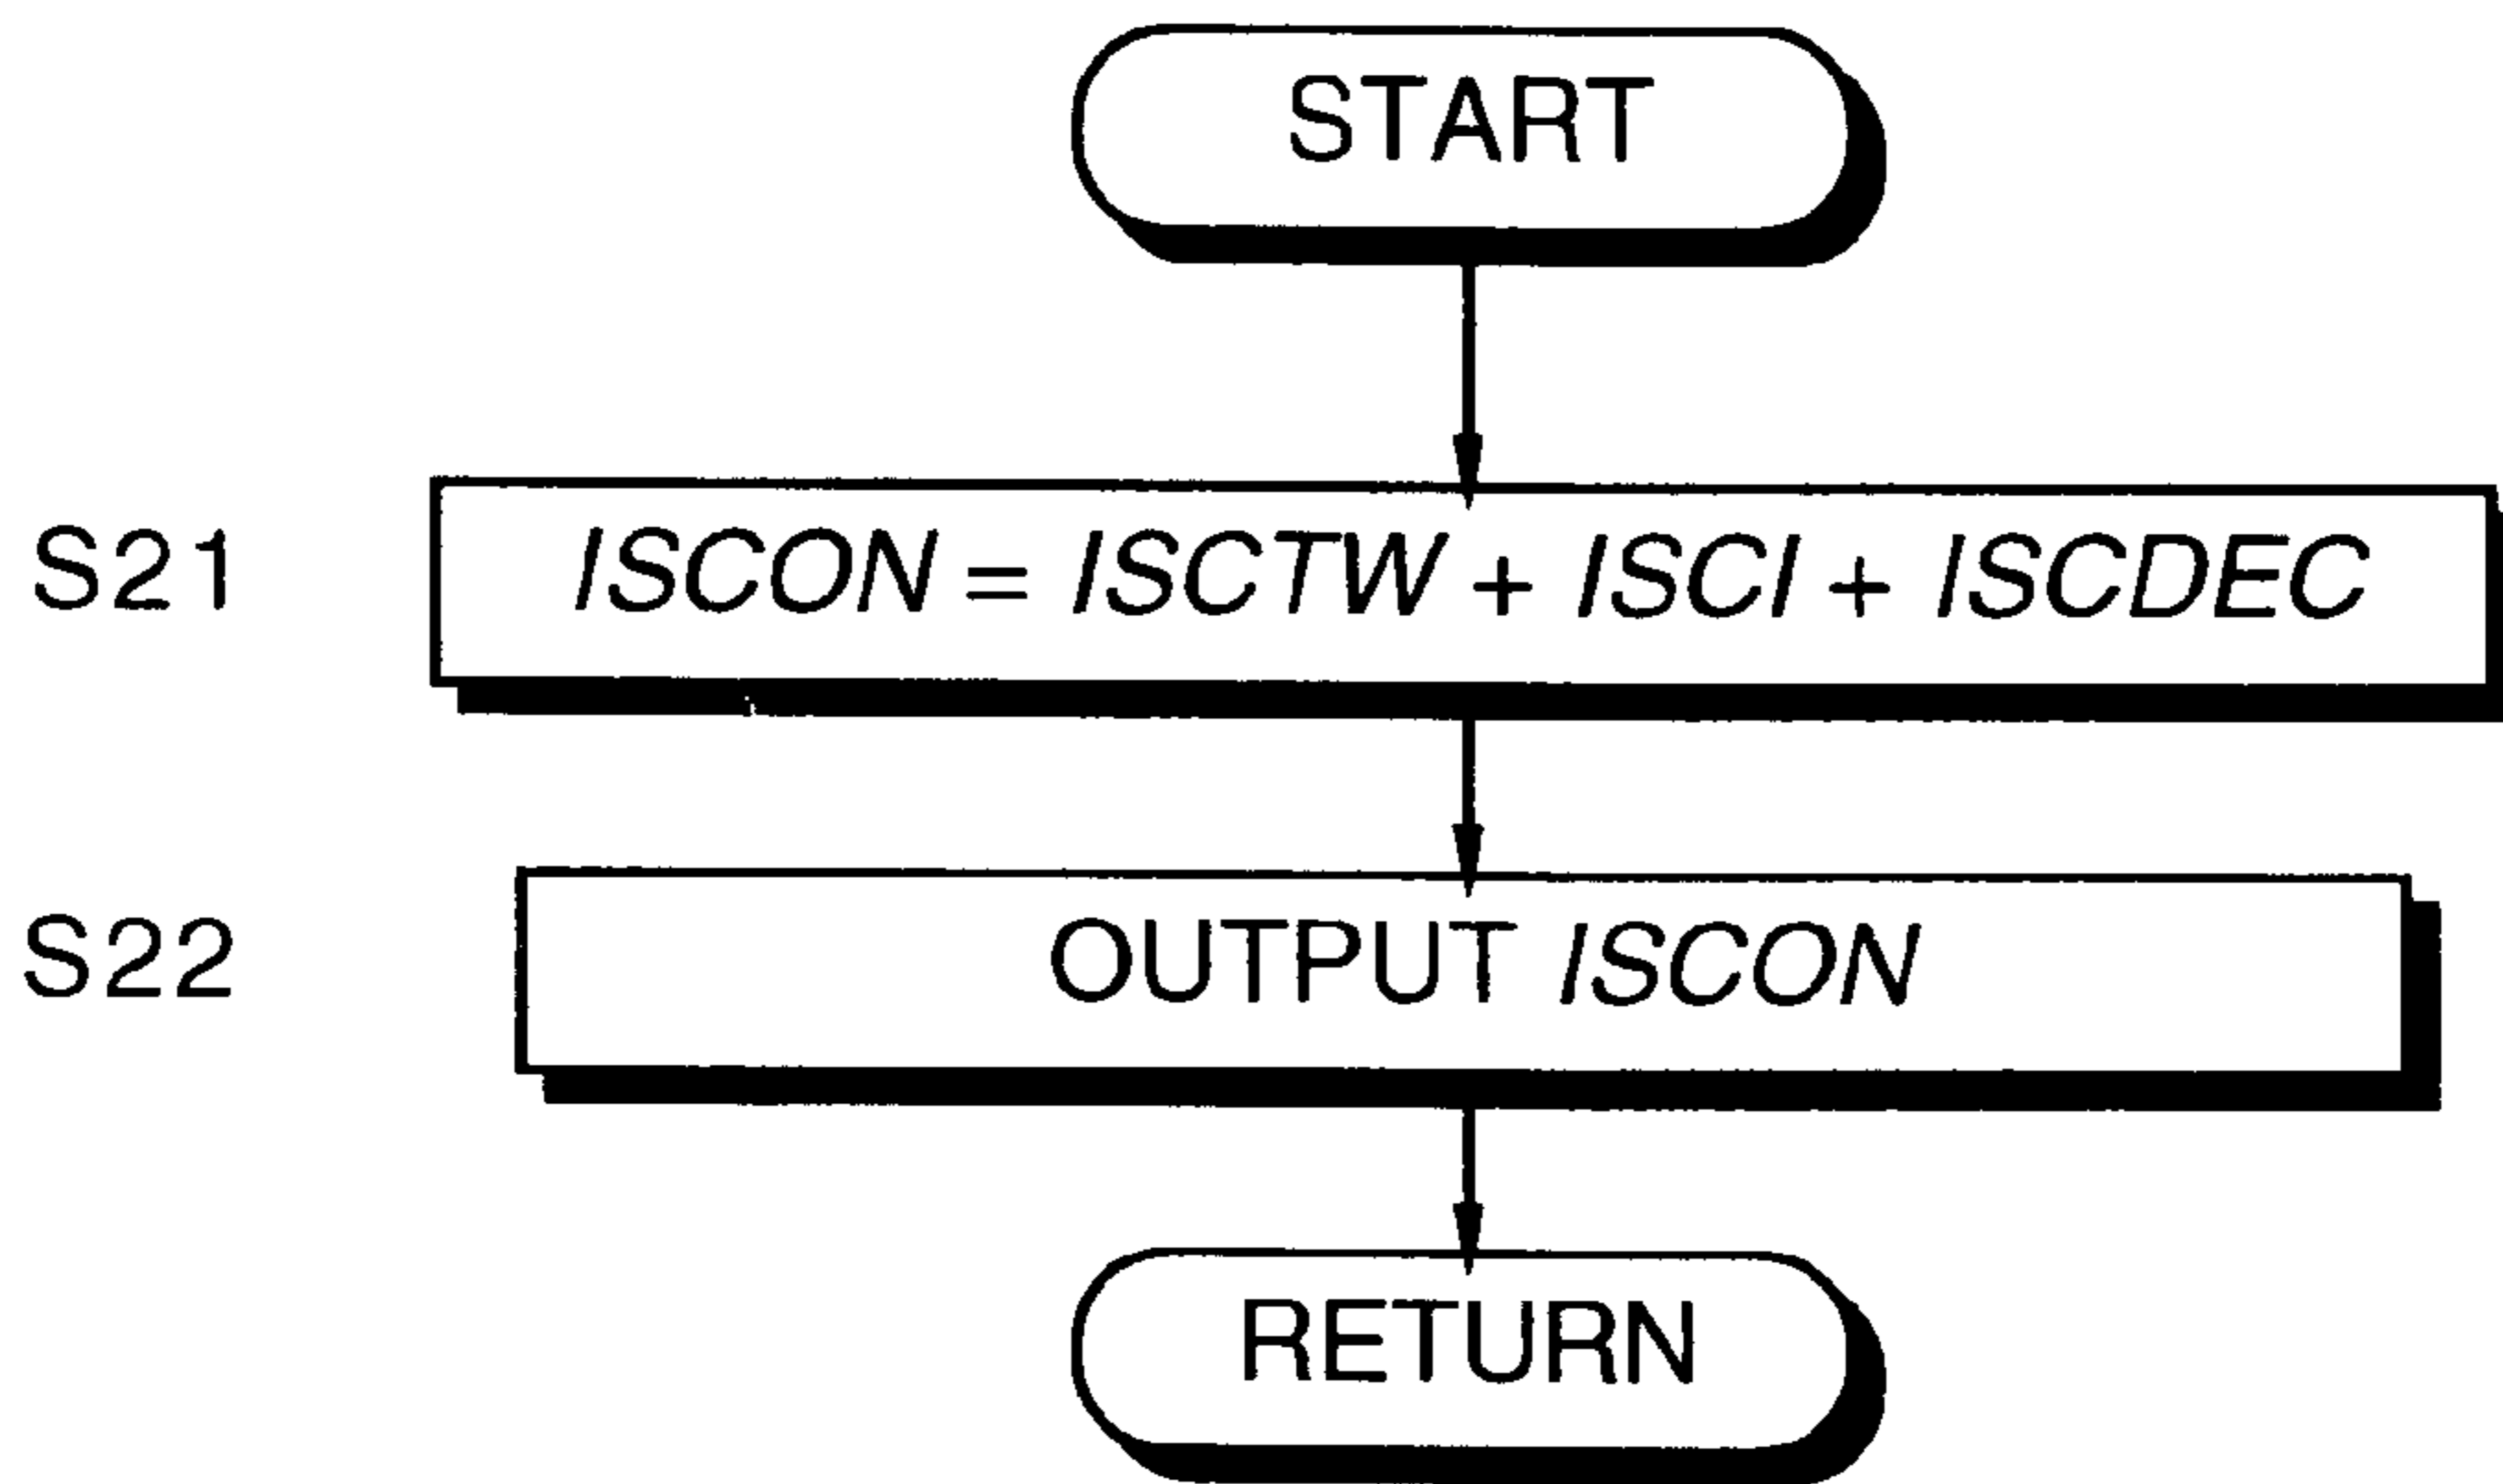 START
S21 ISCON = ISCTW + ISCI + ISCDEC
S22 OUTPUT ISCON
RETURN